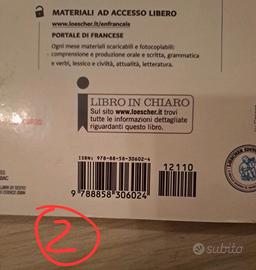 MATERIALI AD ACCESSO LIBERO
www.loescher.it/enfrancais
PORTALE DI FRANCESE
Ogni mese materiali scaricabili e fotocopiabili:
comprensione e produzione orale e scritta, grammatica
e verbi, lessico e civiltà, attualità, letteratura.
LIBRO IN CHIARO
Sul sito www.loescher.it trovi
tutte le informazioni dettagliate
riguardanti questo libro.
ISBN: 978-88-58-30602-4
12110
9 788858 306024
2
subito